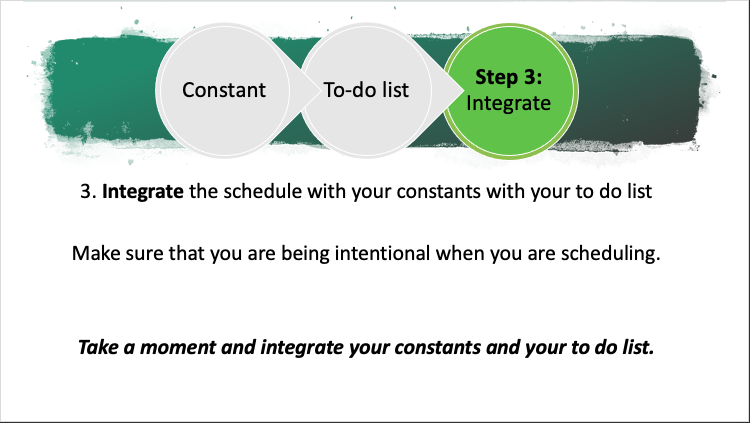 Constant
To-do list
Step 3:
Integrate
3. Integrate the schedule with your constants with your to do list
Make sure that you are being intentional when you are scheduling.
Take a moment and integrate your constants and your to do list.